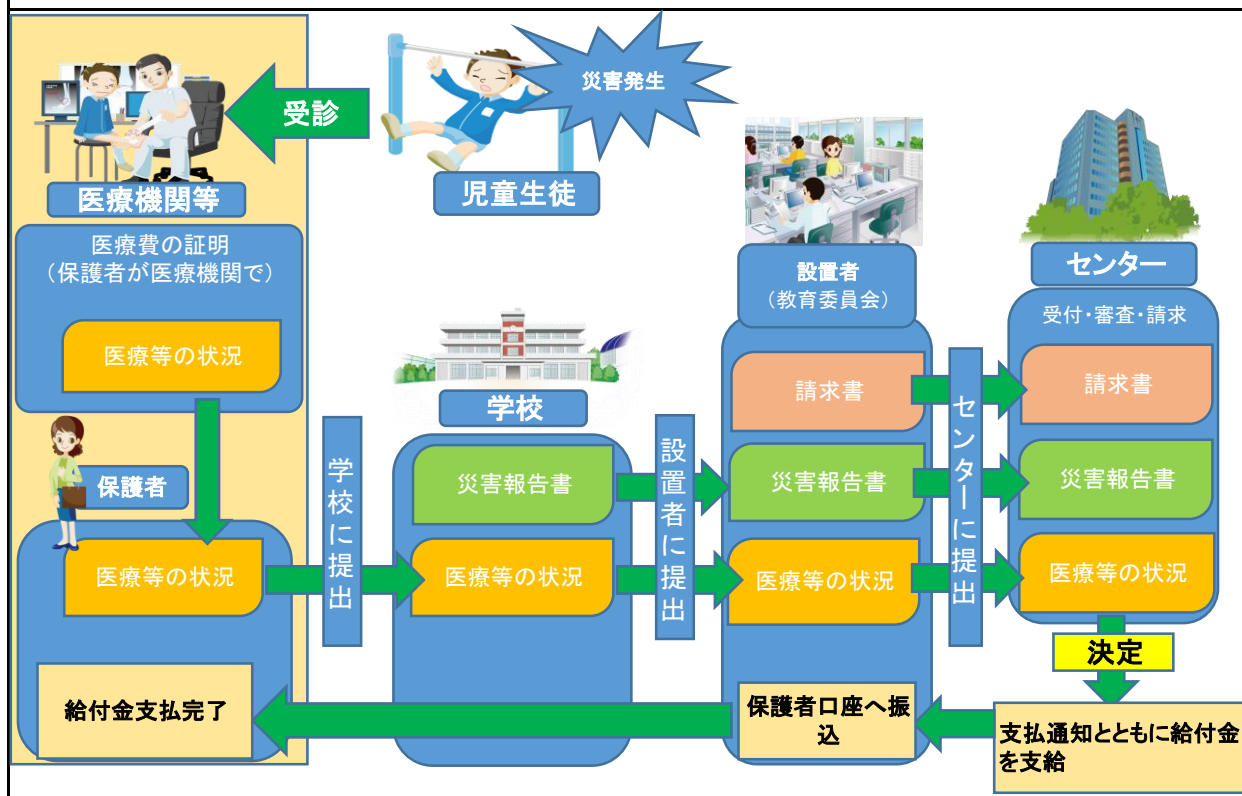 災害発生
受診
児童生徒
医療機関等
医療費の証明
（保護者が医療機関で）
医療等の状況
保護者
医療等の状況
給付金支払完了
学校に提出
学校
災害報告書
医療等の状況
設置者に提出
設置者
（教育委員会）
請求書
災害報告書
医療等の状況
保護者口座へ振
込
センターに提出
センター
受付・審査・請求
請求書
災害報告書
医療等の状況
決定
支払通知とともに給付金
を支給